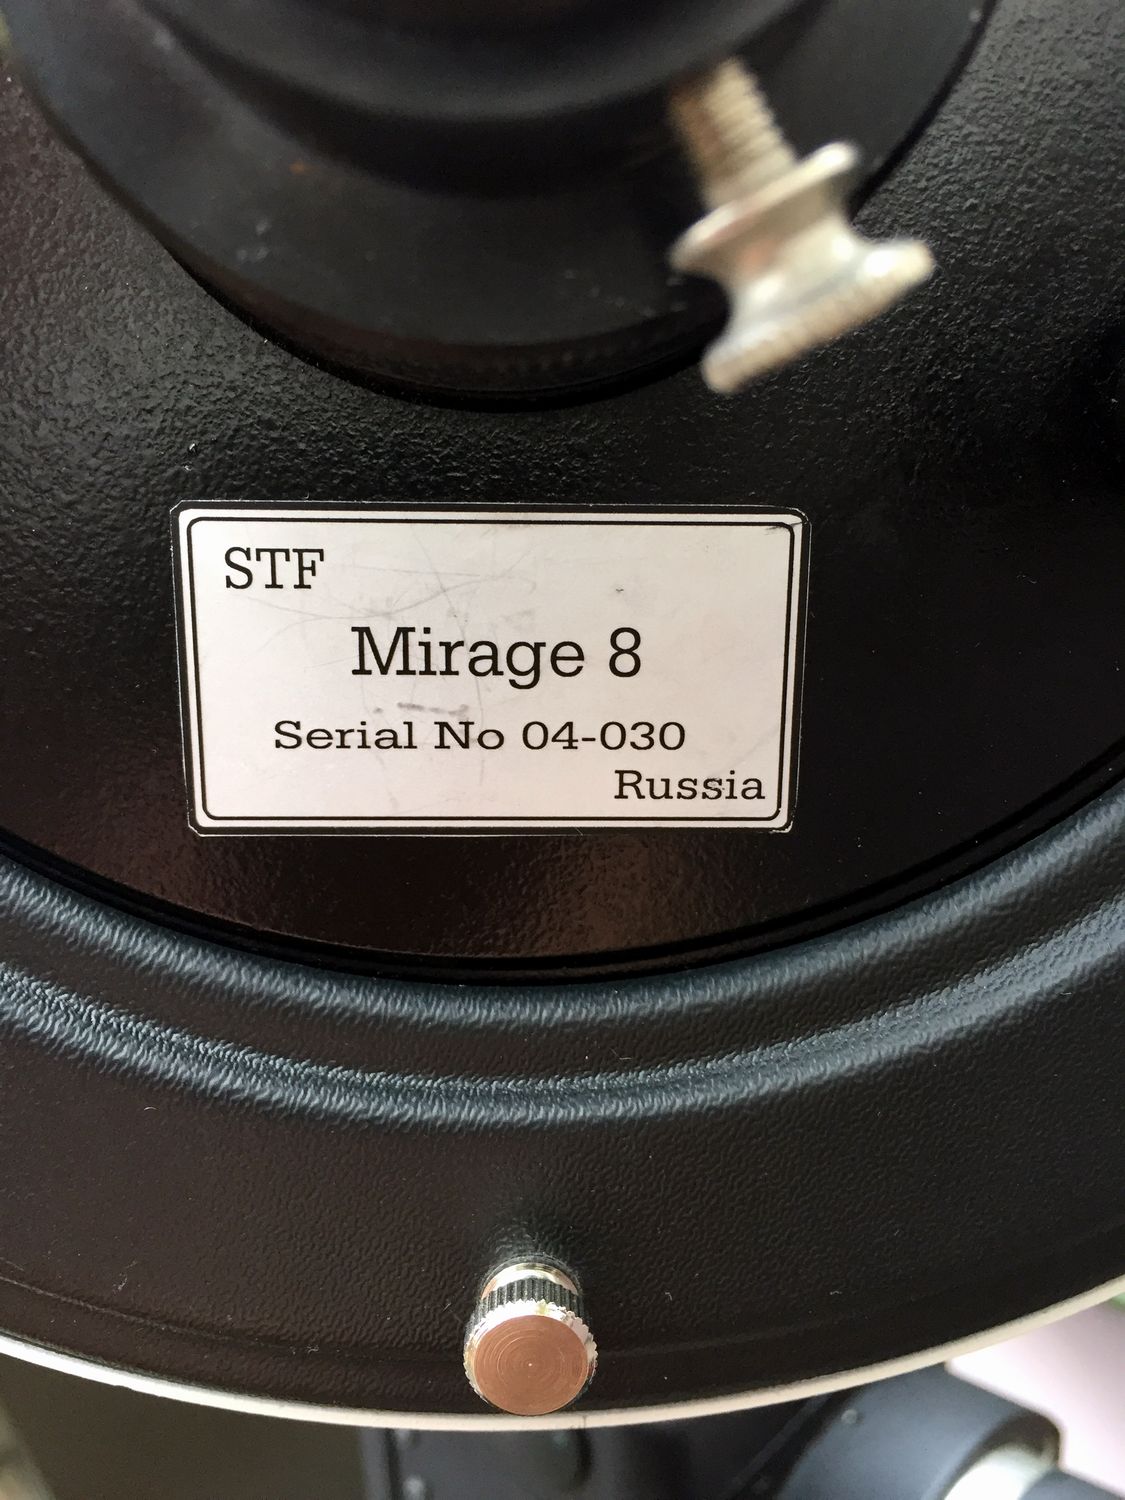 STF
Mirage 8
Serial No 04-030
Russia